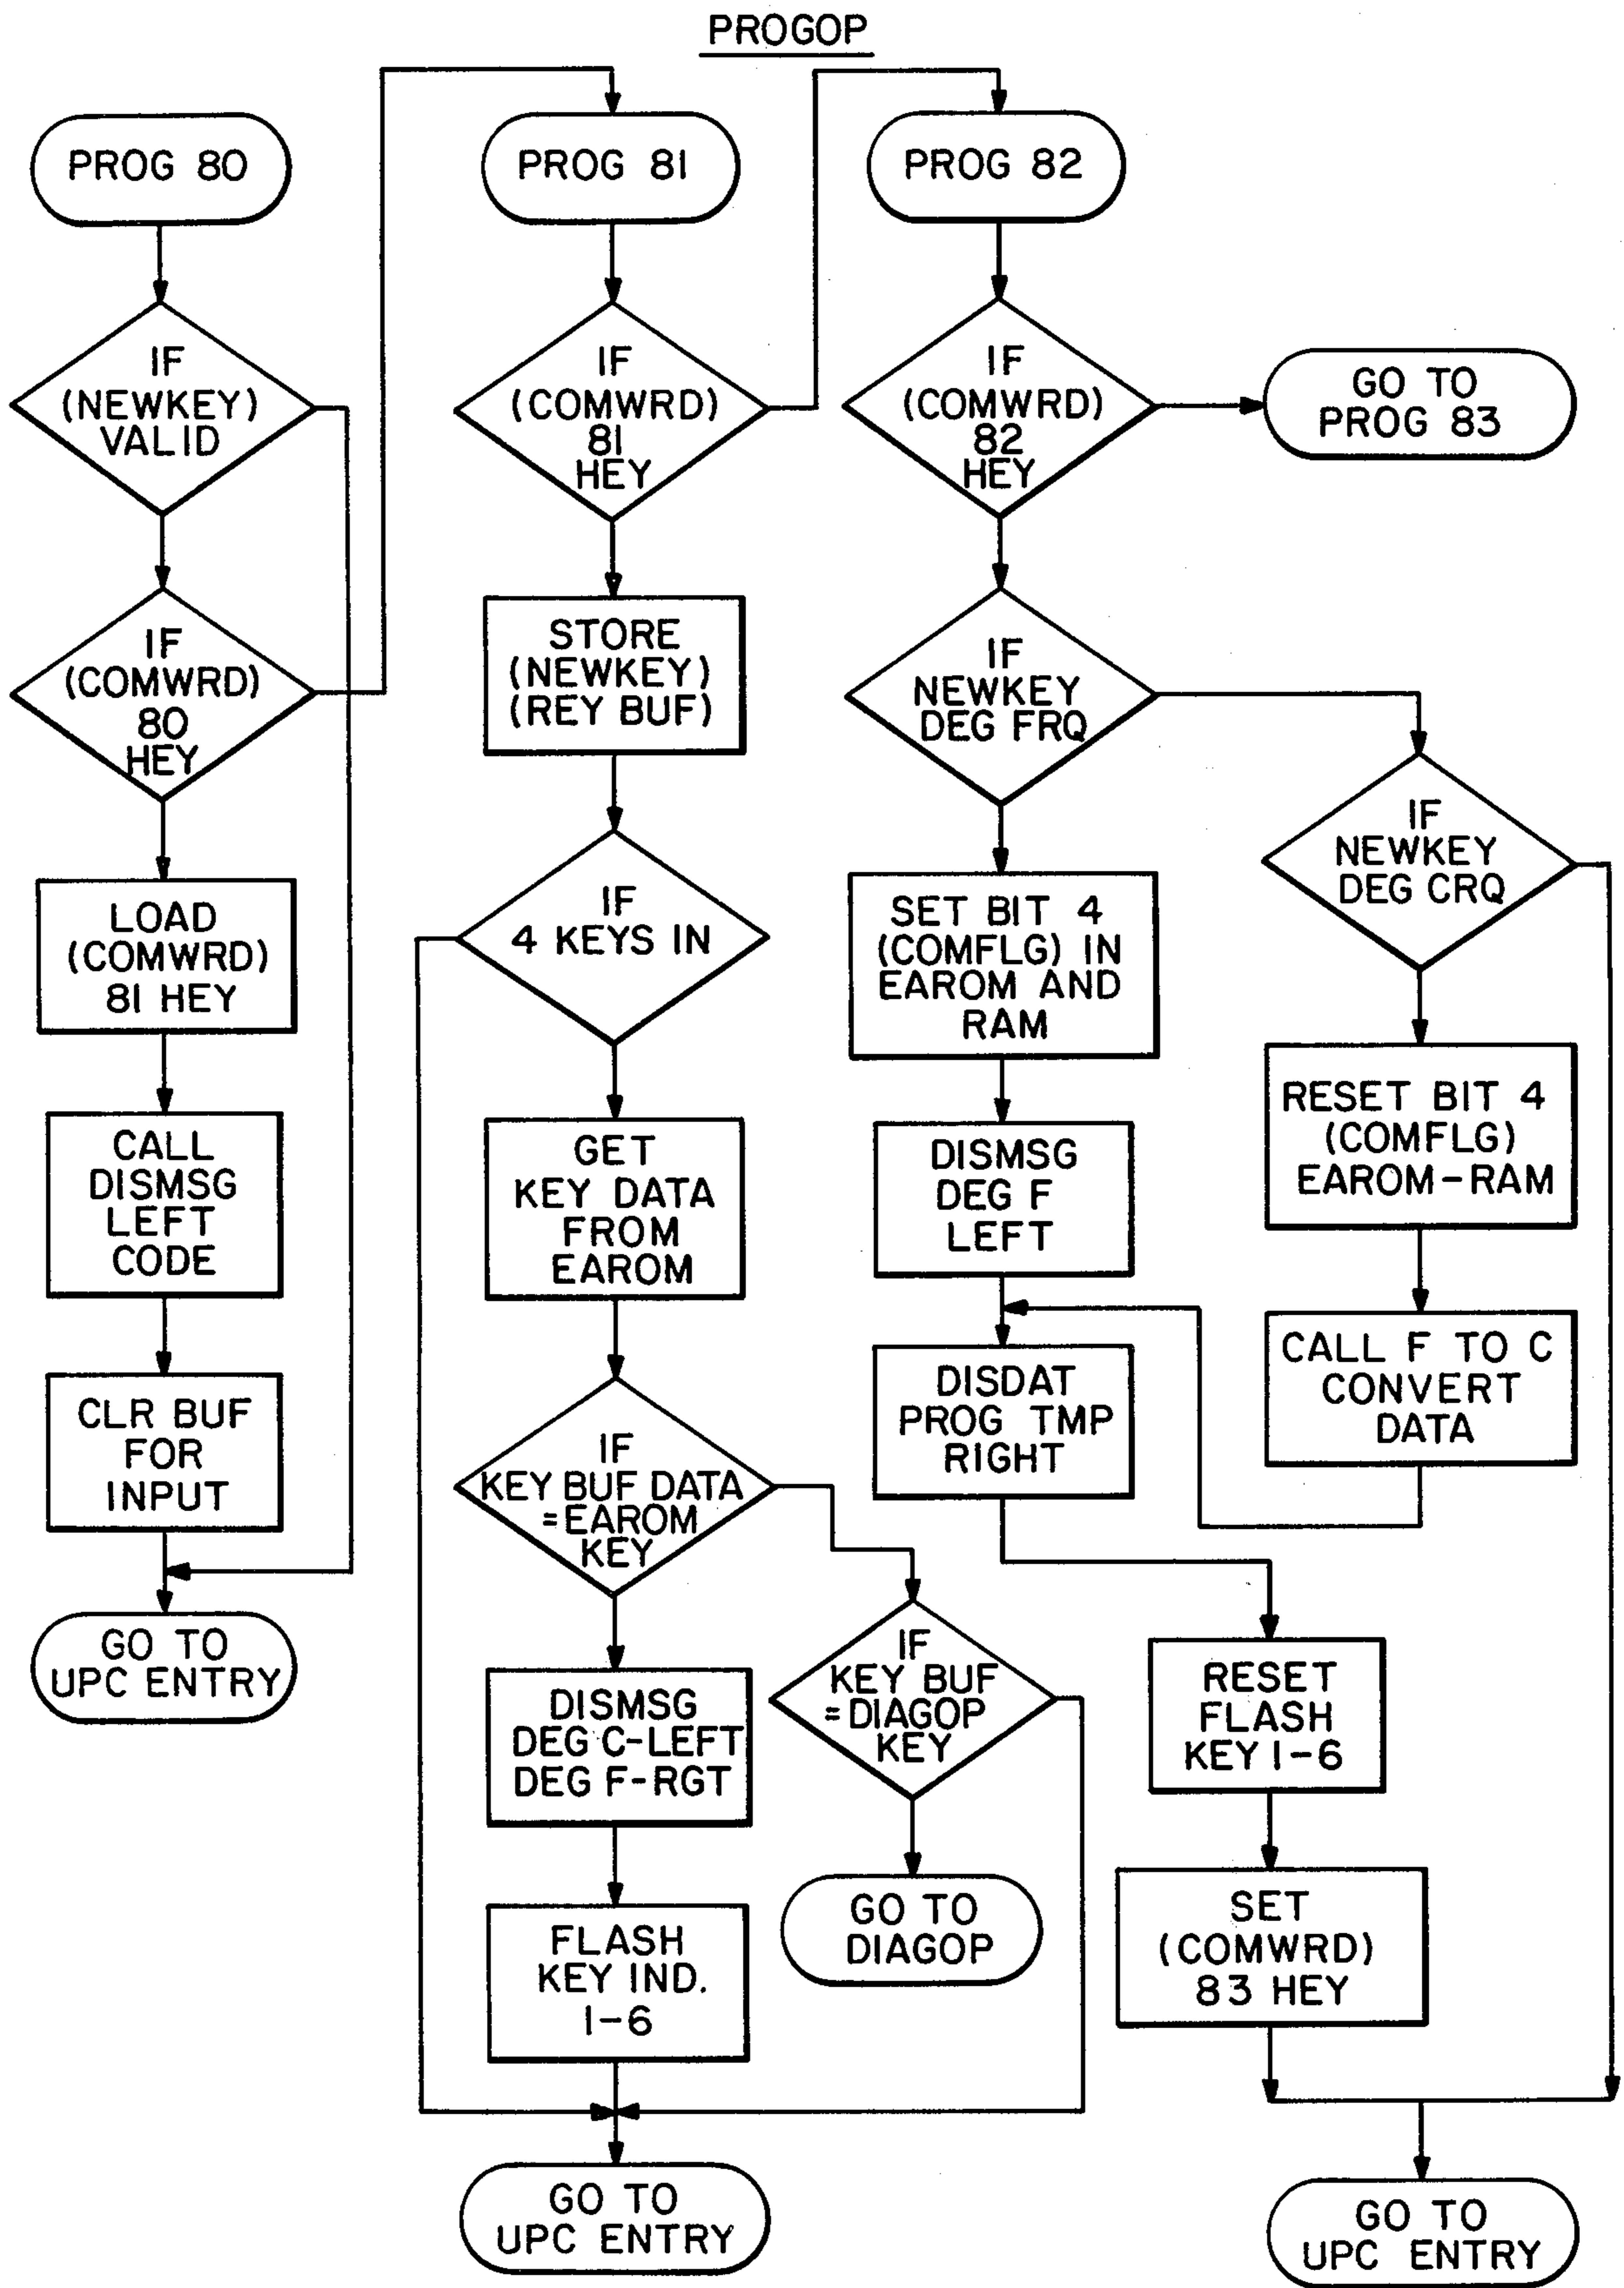 PROGOP
PROG 80
IF
(NEWKEY)
VALID
IF
(COMWRD)
80
HEY
LOAD
(COMWRD)
81 HEY
CALL
DISMSG
LEFT
CODE
CLR BUF
FOR
INPUT
GO TO
UPC ENTRY
PROG 81
IF
(COMWRD)
81
HEY
STORE
(NEWKEY)
(REY BUF)
IF
4 KEYS IN
GET
KEY DATA
FROM
EAROM
IF
KEY BUF DATA
=EAROM
KEY
DISMSG
DEG C-LEFT
DEG F-RGT
FLASH
KEY IND.
1-6
GO TO
UPC ENTRY
IF
KEY BUF
=DIAGOP
KEY
GO TO
DIAGOP
PROG 82
IF
(COMWRD)
82
HEY
GO TO
PROG 83
IF
NEWKEY
DEG FRQ
SET BIT 4
(COMFLG) IN
EAROM AND
RAM
DISMSG
DEG F
LEFT
DISDAT
PROG TMP
RIGHT
IF
NEWKEY
DEG CRQ
RESET BIT 4
(COMFLG)
EAROM-RAM
CALL F TO C
CONVERT
DATA
RESET
FLASH
KEY 1-6
SET
(COMWRD)
83 HEY
GO TO
UPC ENTRY